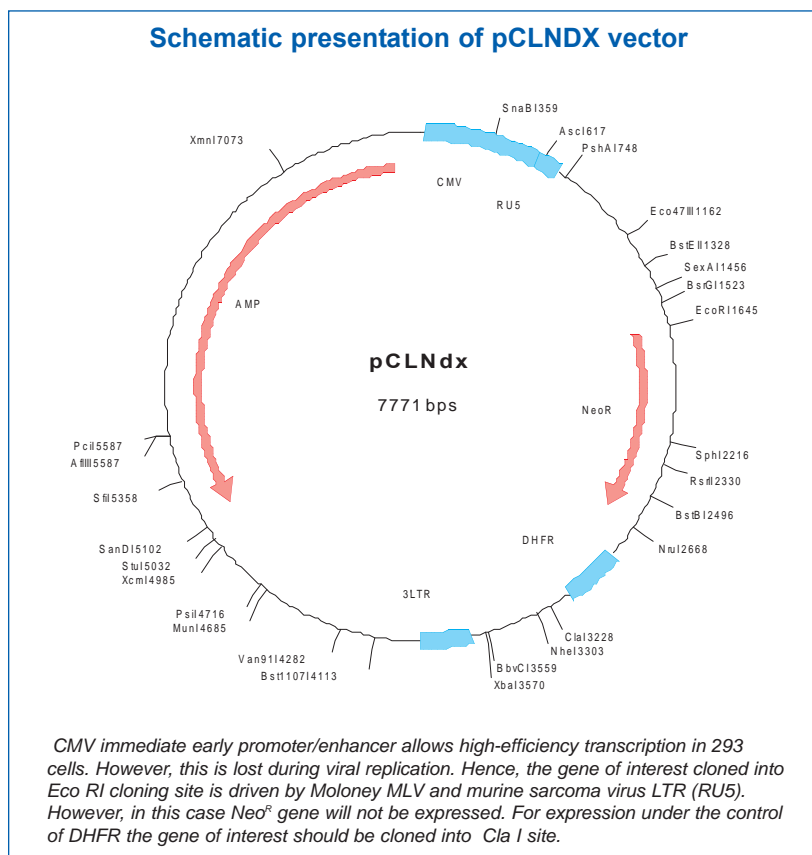 Schematic presentation of pCLNDX vector
SnaBI359
AscI617
PshAI748
XmnI7073
CMV
RU5
Eco47III1162
BstEII1328
SexAI1456
BsrGI1523
EcoRI1645
AMP
pCLNdx
7771 bps
NeoR
PciI5587
AflIII5587
SfiI5358
SphI2216
RsrII2330
BstBI2496
NruI2668
SanDI5102
StuI5032
XcmI4985
DHFR
PsiI4716
MunI4685
3LTR
ClaI3228
NheI3303
Van91I4282
Bst1107I4113
BbvCI3559
XbaI3570
CMV immediate early promoter/enhancer allows high-efficiency transcription in 293
cells. However, this is lost during viral replication. Hence, the gene of interest cloned into
Eco RI cloning site is driven by Moloney MLV and murine sarcoma virus LTR (RU5).
However, in this case Neoᴿ gene will not be expressed. For expression under the control
of DHFR the gene of interest should be cloned into Cla I site.